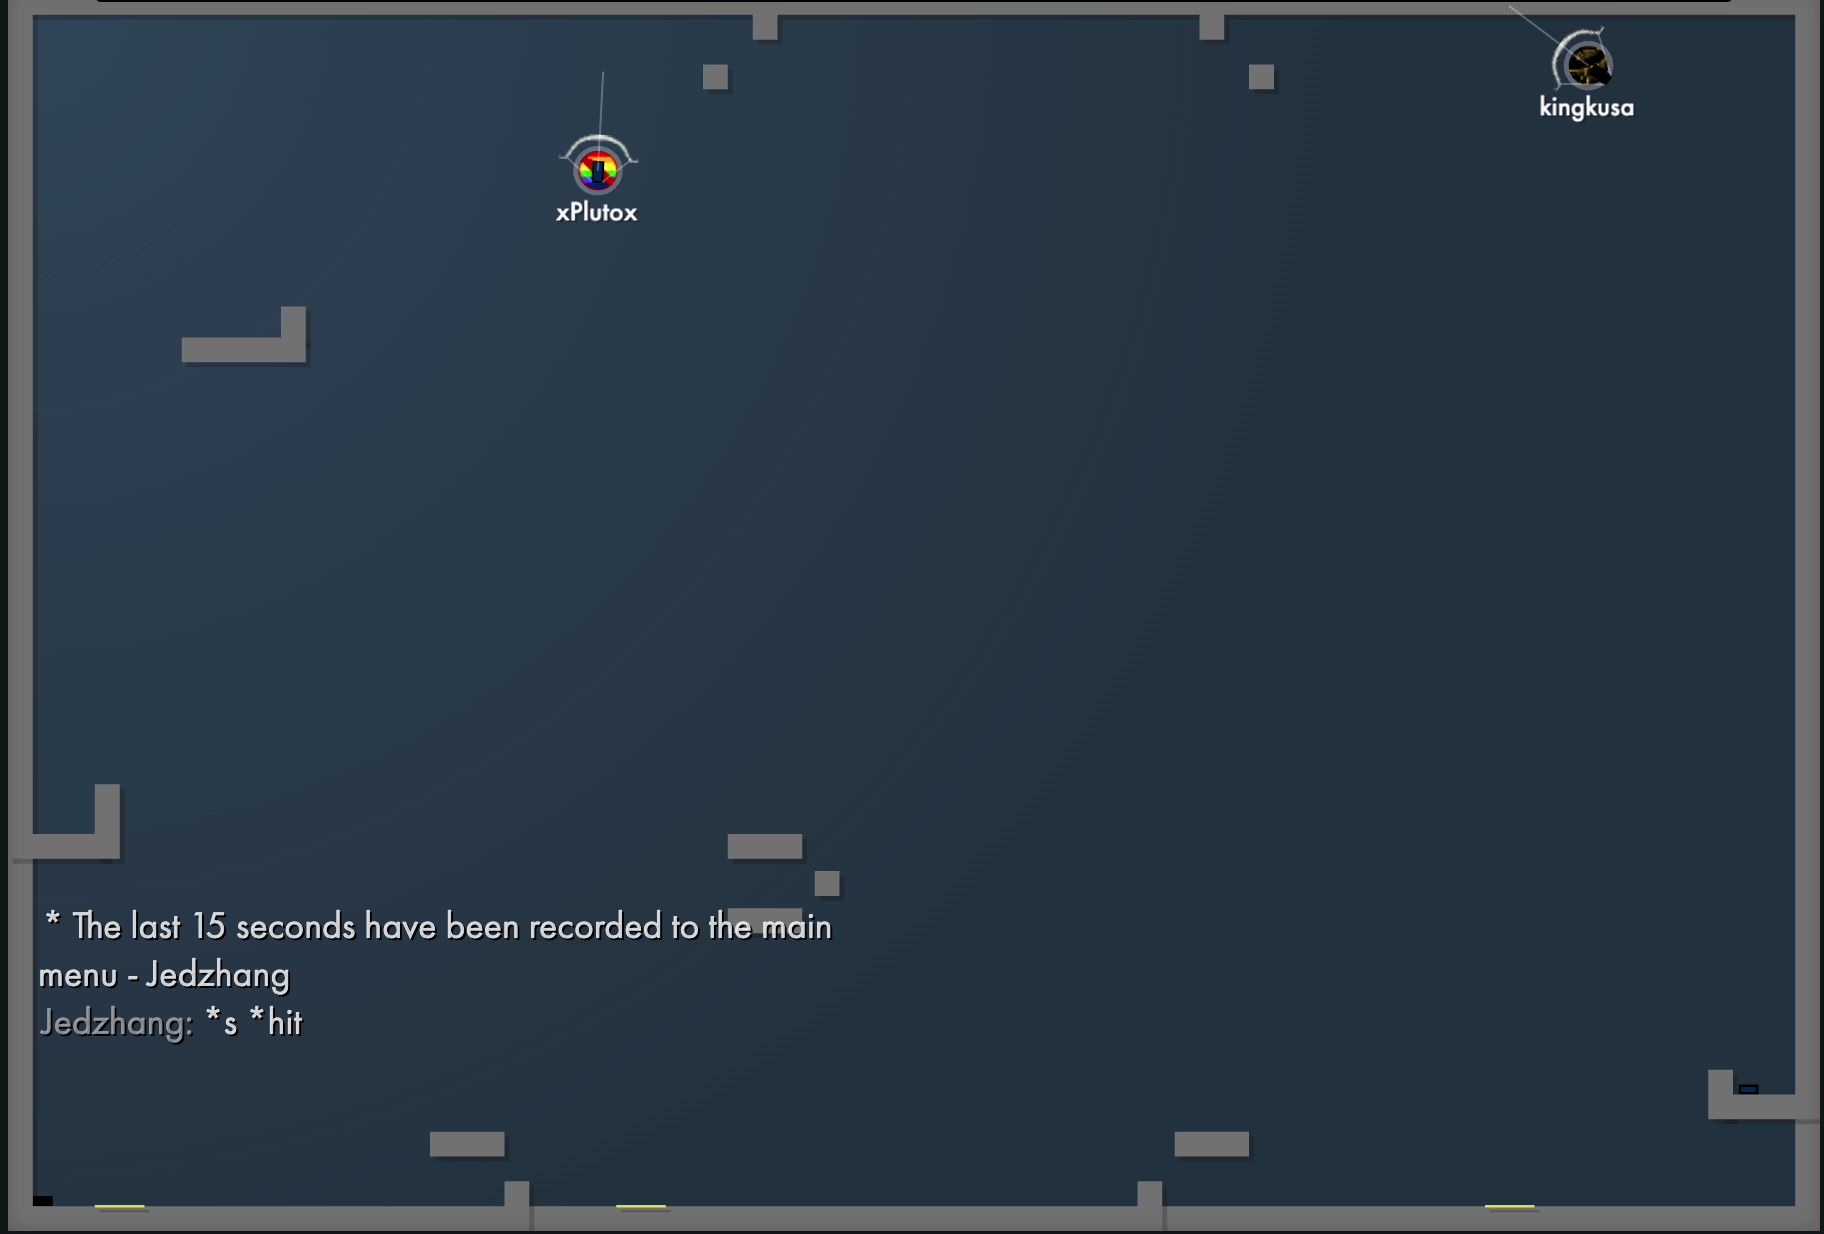 kingkusa
xPlutox
* The last 15 seconds have been recorded to the main
menu - Jedzhang
Jedzhang: *s *hit